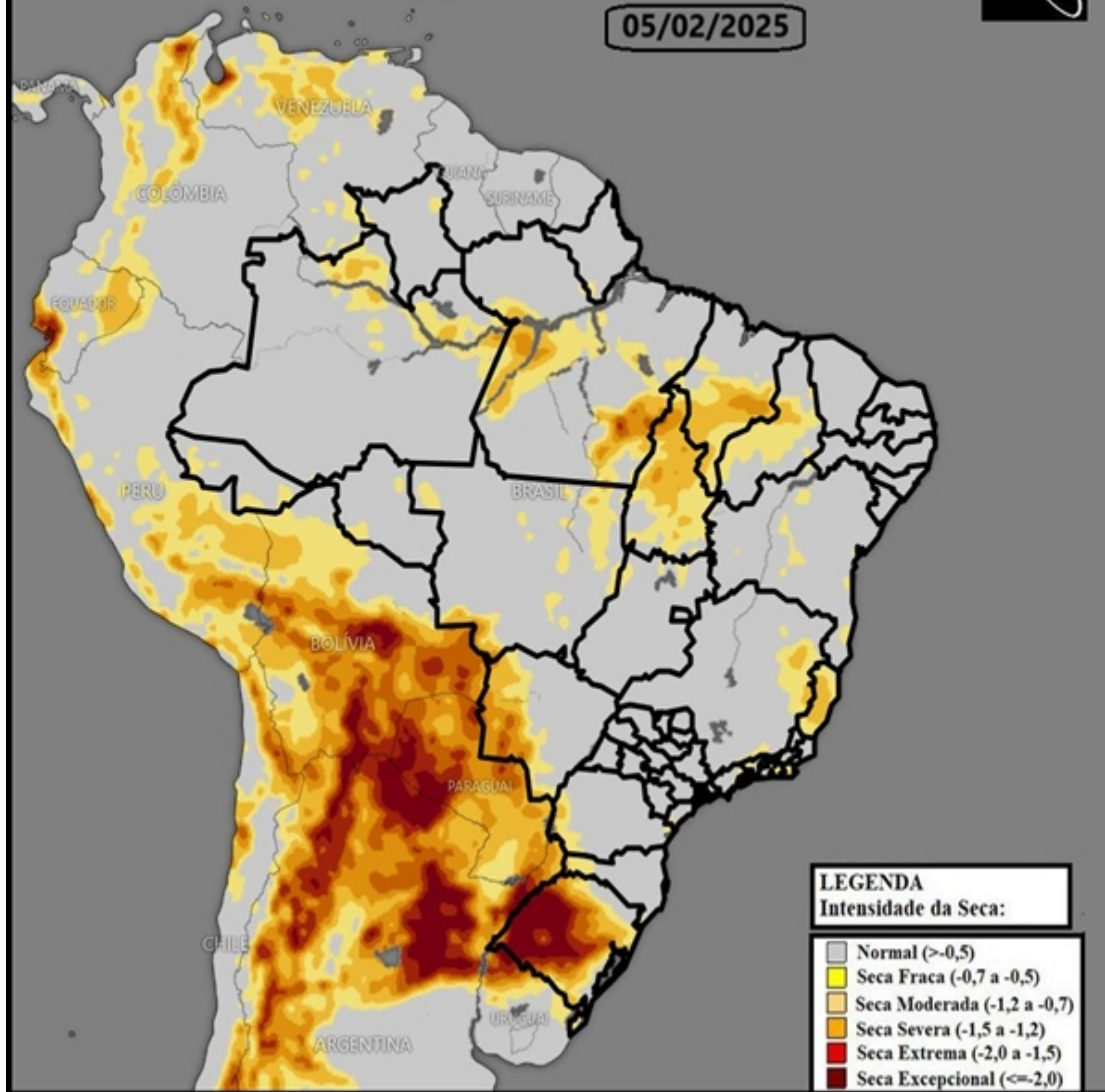 05/02/2025
PANAMÁ
VENEZUELA
GUIANA
SURINAME
COLÔMBIA
EQUADOR
PERU
BRASIL
BOLÍVIA
PARAGUAI
CHILE
URUGUAI
ARGENTINA
LEGENDA
Intensidade da Seca:
Normal (>-0,5)
Seca Fraca (-0,7 a -0,5)
Seca Moderada (-1,2 a -0,7)
Seca Severa (-1,5 a -1,2)
Seca Extrema (-2,0 a -1,5)
Seca Excepcional (<=-2,0)